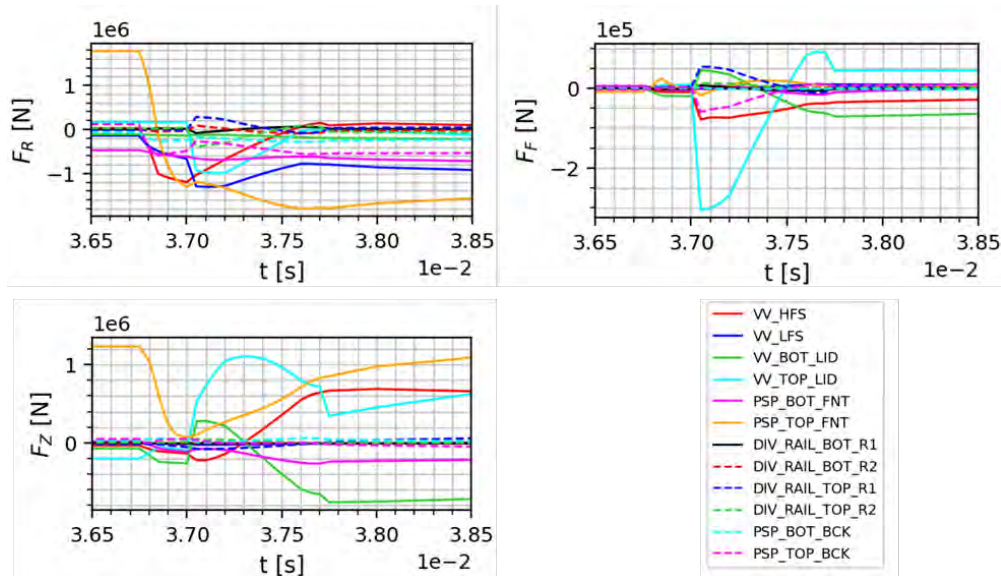 1e6
1
0
−1
F_R [N]
3.65 3.70 3.75 3.80 3.85
t [s]
1e−2
1e5
0
−2
F_F [N]
3.65 3.70 3.75 3.80 3.85
t [s]
1e−2
1e6
1
0
F_Z [N]
3.65 3.70 3.75 3.80 3.85
t [s]
1e−2
VV_HFS
VV_LFS
VV_BOT_LID
VV_TOP_LID
PSP_BOT_FNT
PSP_TOP_FNT
DIV_RAIL_BOT_R1
DIV_RAIL_BOT_R2
DIV_RAIL_TOP_R1
DIV_RAIL_TOP_R2
PSP_BOT_BCK
PSP_TOP_BCK